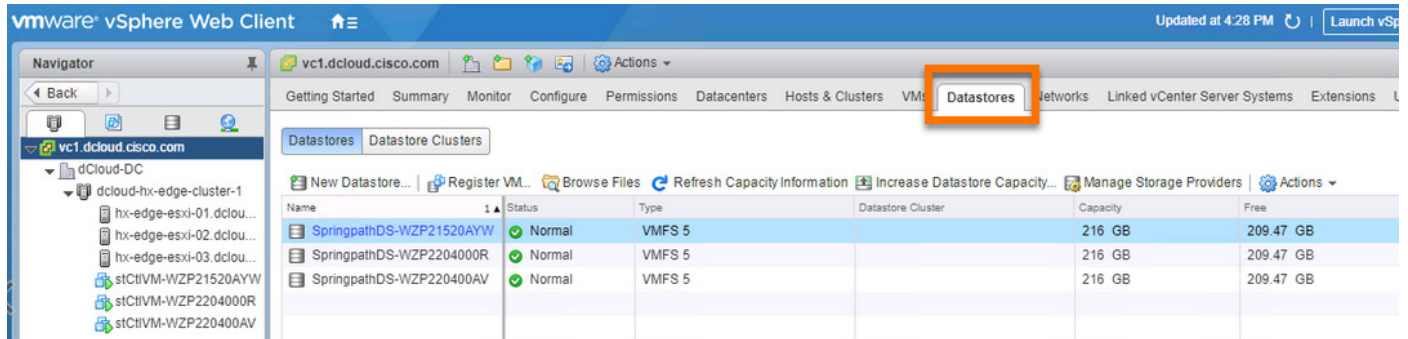 vmware® vSphere Web Client Updated at 4:28 PM | Launch vSp
Navigator vc1.dcloud.cisco.com Actions
Back Getting Started Summary Monitor Configure Permissions Datacenters Hosts & Clusters VMs Datastores Networks Linked vCenter Server Systems Extensions U
vc1.dcloud.cisco.com Datastores Datastore Clusters
dCloud-DC
dcloud-hx-edge-cluster-1 New Datastore... | Register VM... Browse Files Refresh Capacity Information Increase Datastore Capacity... Manage Storage Providers | Actions
hx-edge-esxi-01.dclou... Name 1 Status Type Datastore Cluster Capacity Free
hx-edge-esxi-02.dclou... SpringpathDS-WZP21520AYW Normal VMFS 5 216 GB 209.47 GB
hx-edge-esxi-03.dclou... SpringpathDS-WZP2204000R Normal VMFS 5 216 GB 209.47 GB
stCtlVM-WZP21520AYW SpringpathDS-WZP220400AV Normal VMFS 5 216 GB 209.47 GB
stCtlVM-WZP2204000R
stCtlVM-WZP220400AV